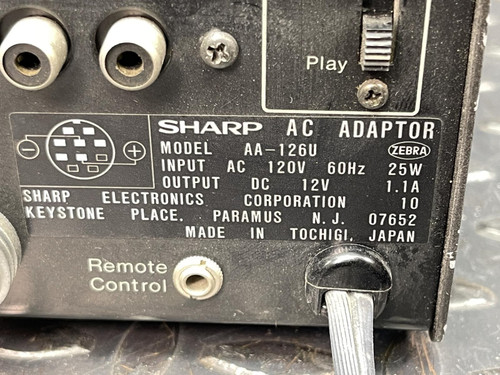 Play
SHARP AC ADAPTOR
MODEL AA-126U ZEBRA
INPUT AC 120V 60Hz 25W
OUTPUT DC 12V 1.1A
SHARP ELECTRONICS CORPORATION 10
KEYSTONE PLACE. PARAMUS N.J. 07652
MADE IN TOCHIGI, JAPAN
Remote
Control